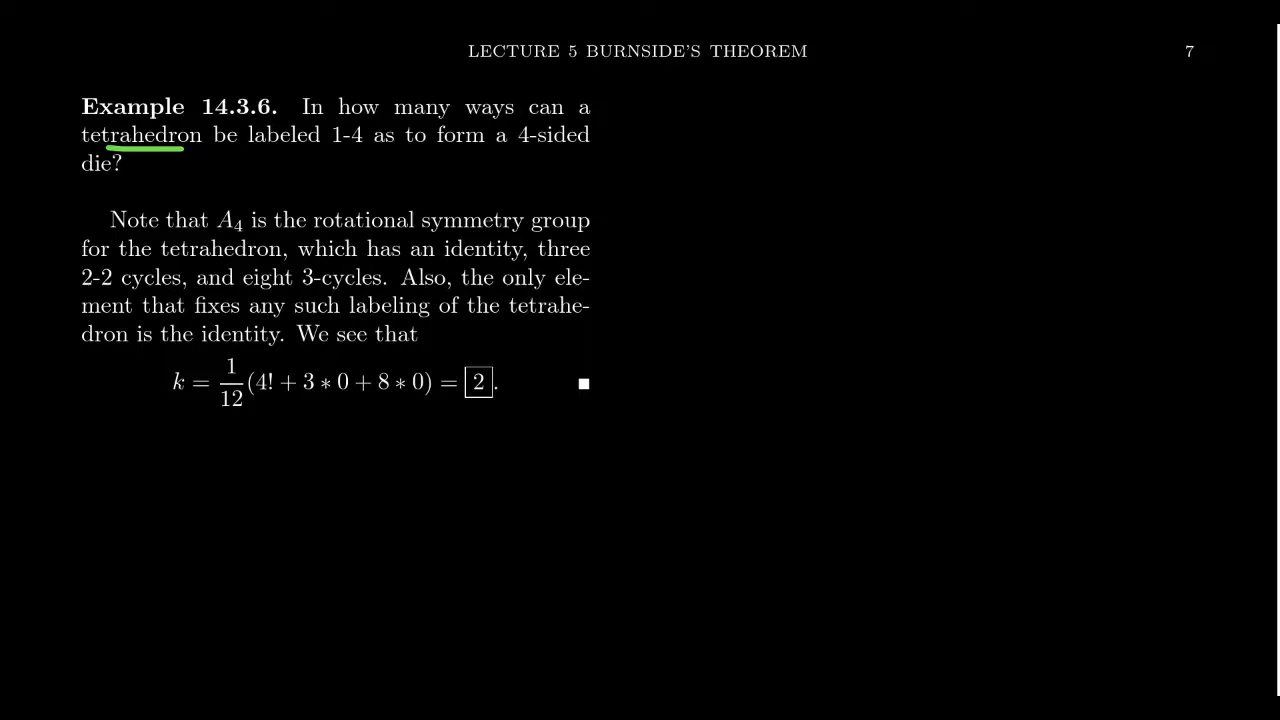 LECTURE 5 BURNSIDE'S THEOREM 7
Example 14.3.6. In how many ways can a
tetrahedron be labeled 1-4 as to form a 4-sided
die?
Note that A₄ is the rotational symmetry group
for the tetrahedron, which has an identity, three
2-2 cycles, and eight 3-cycles. Also, the only ele-
ment that fixes any such labeling of the tetrahe-
dron is the identity. We see that
k = 1/12 (4! + 3 * 0 + 8 * 0) = 2. ■